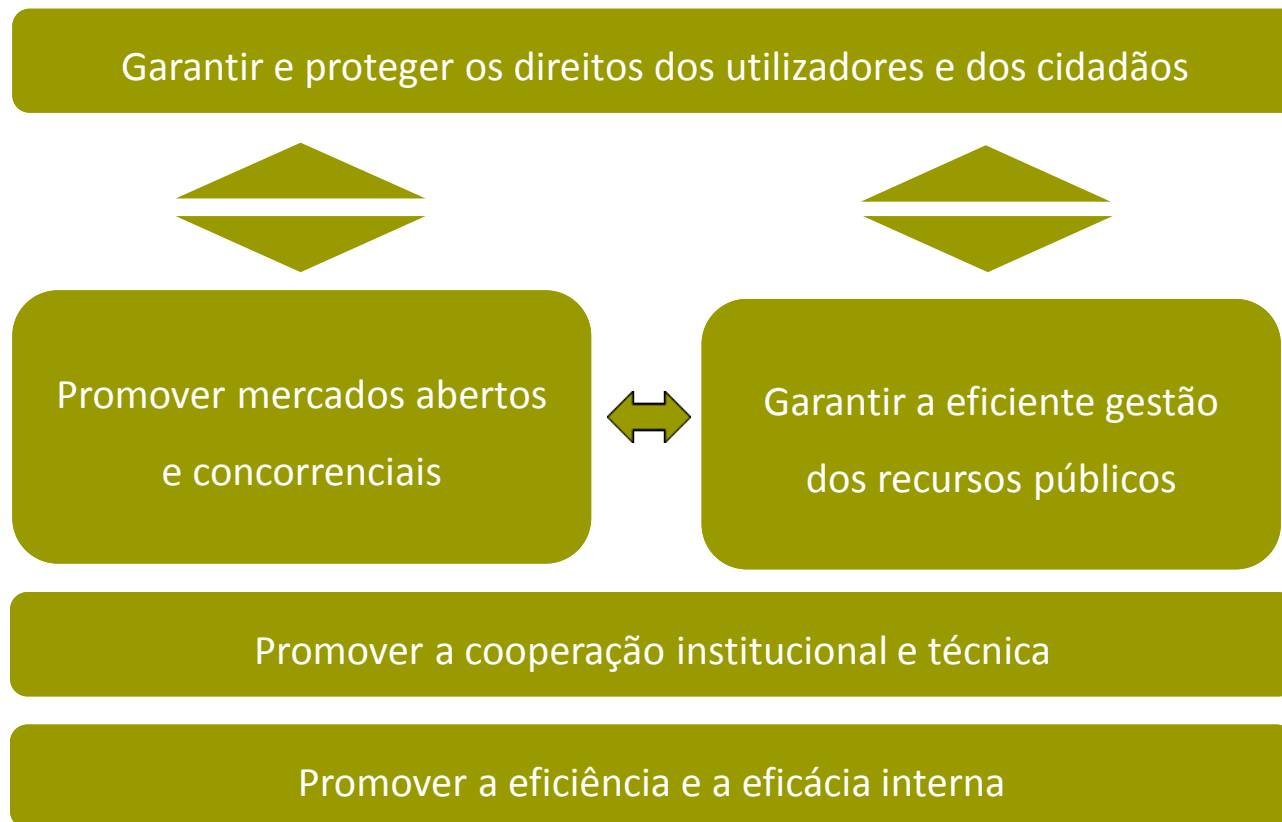 Garantir e proteger os direitos dos utilizadores e dos cidadãos
Promover mercados abertos
e concorrenciais
Garantir a eficiente gestão
dos recursos públicos
Promover a cooperação institucional e técnica
Promover a eficiência e a eficácia interna